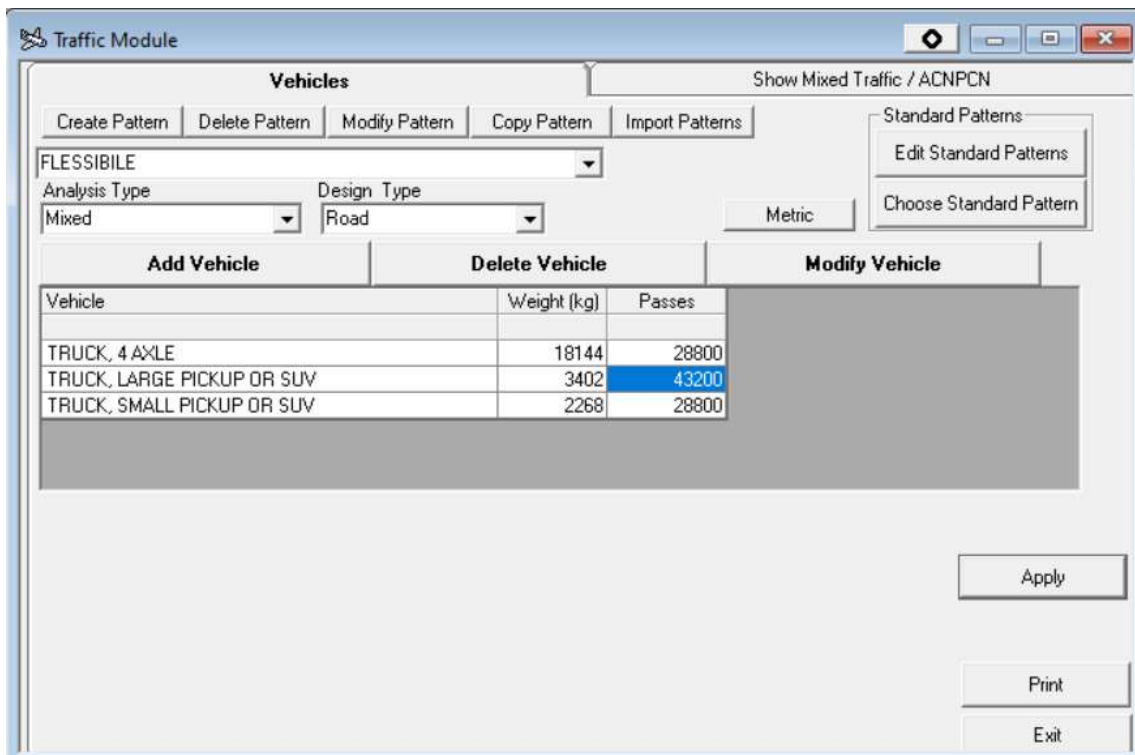 Traffic Module
Vehicles
Show Mixed Traffic / ACNPCN
Create Pattern
Delete Pattern
Modify Pattern
Copy Pattern
Import Patterns
Standard Patterns
Edit Standard Patterns
Choose Standard Pattern
FLESSIBILE
Analysis Type
Design Type
Mixed
Road
Metric
Add Vehicle
Delete Vehicle
Modify Vehicle
Vehicle Weight (kg) Passes
TRUCK, 4 AXLE 18144 28800
TRUCK, LARGE PICKUP OR SUV 3402 43200
TRUCK, SMALL PICKUP OR SUV 2268 28800
Apply
Print
Exit